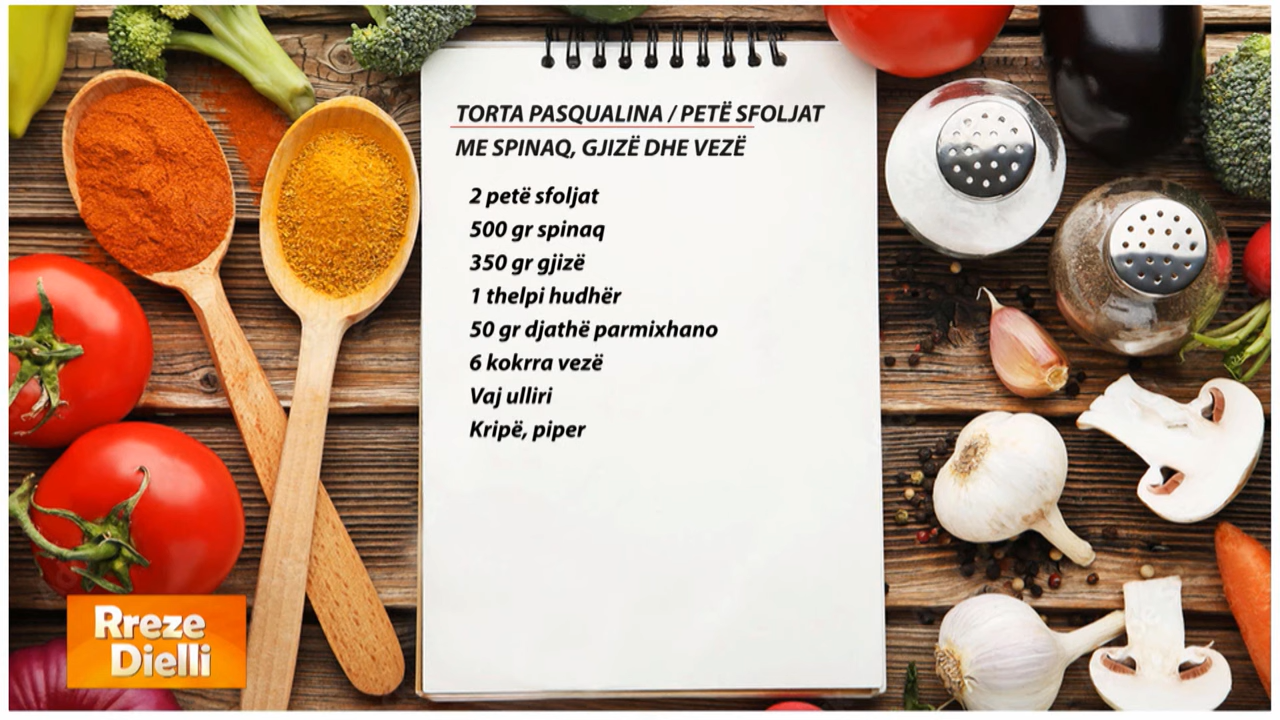 TORTA PASQUALINA / PETË SFOLJAT
ME SPINAQ, GJIZË DHE VEZË
2 petë sfoljat
500 gr spinaq
350 gr gjizë
1 thelpi hudhër
50 gr djathë parmixhano
6 kokrra vezë
Vaj ulliri
Kripë, piper
Rreze
Dielli